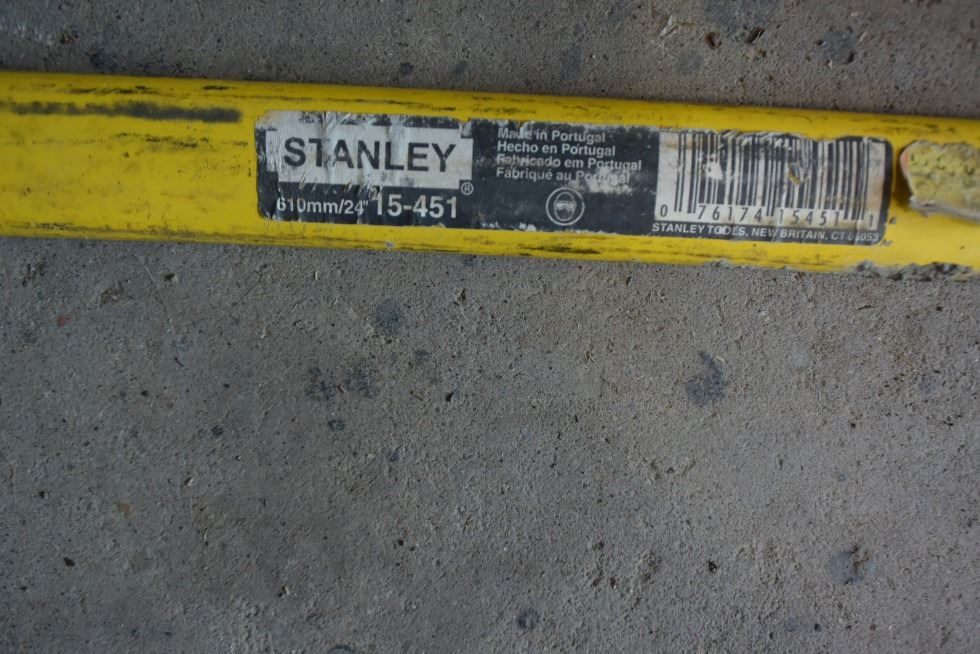 STANLEY
®
610mm/24" 15-451
Made in Portugal
Hecho en Portugal
Fabricado em Portugal
Fabriqué au Portugal
0 76174 15451 1
STANLEY TOOLS, NEW BRITAIN, CT 06053